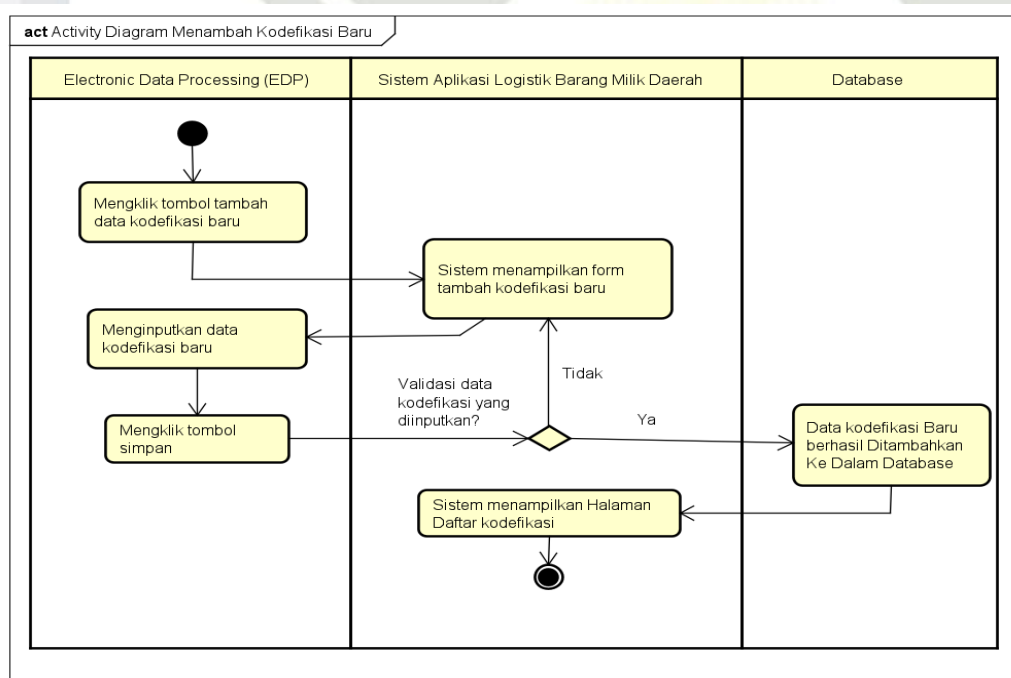 act Activity Diagram Menambah Kodefikasi Baru
Electronic Data Processing (EDP)
Sistem Aplikasi Logistik Barang Milik Daerah
Database
Mengklik tombol tambah
data kodefikasi baru
Sistem menampilkan form
tambah kodefikasi baru
Menginputkan data
kodefikasi baru
Mengklik tombol
simpan
Validasi data
kodefikasi yang
diinputkan?
Tidak
Ya
Data kodefikasi Baru
berhasil Ditambahkan
Ke Dalam Database
Sistem menampilkan Halaman
Daftar kodefikasi